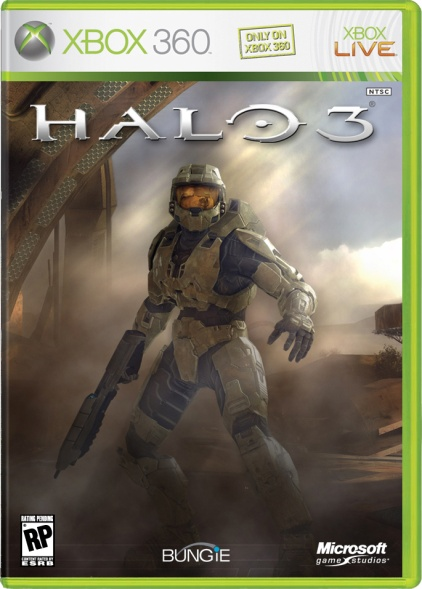 XBOX 360
ONLY ON
XBOX 360
XBOX
LIVE
NTSC
HALO 3®
RATING PENDING
RP
CONTENT RATED BY
ESRB
BUNGIE
Microsoft
game studios